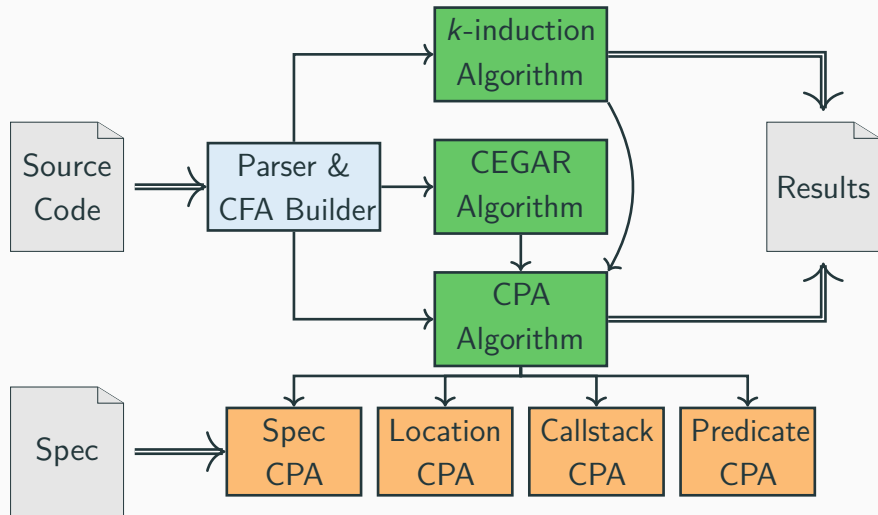 k-induction
Algorithm
Source
Code
Parser &
CFA Builder
CEGAR
Algorithm
Results
CPA
Algorithm
Spec
Spec
CPA
Location
CPA
Callstack
CPA
Predicate
CPA